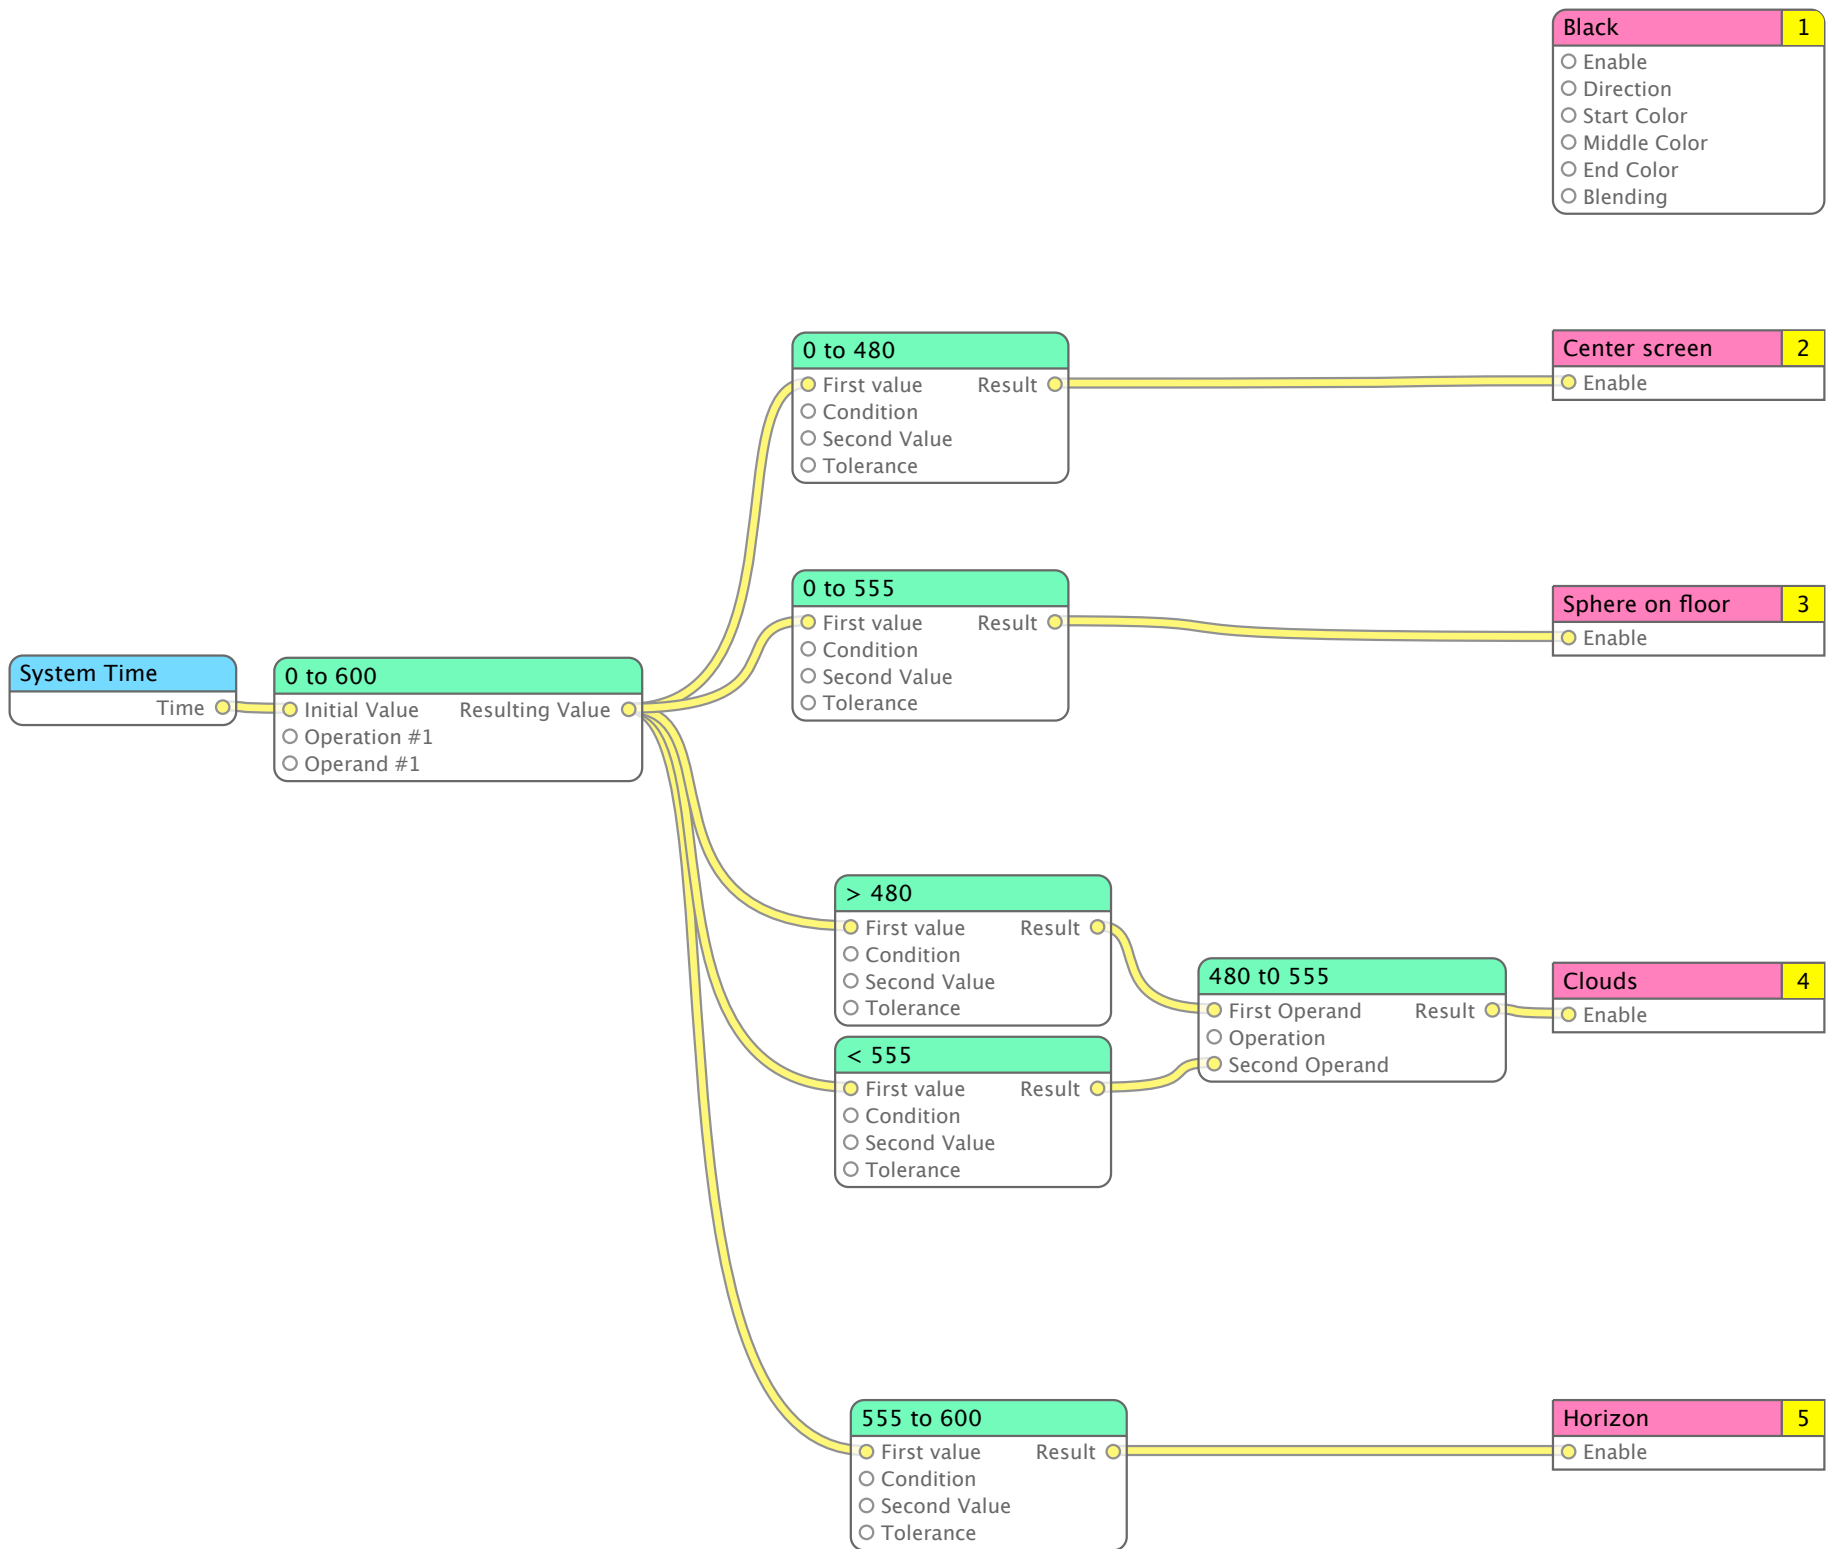 Black 1
Enable
Direction
Start Color
Middle Color
End Color
Blending
0 to 480
First value Result
Condition
Second Value
Tolerance
Center screen 2
Enable
0 to 555
First value Result
Condition
Second Value
Tolerance
Sphere on floor 3
Enable
System Time
Time
0 to 600
Initial Value Resulting Value
Operation #1
Operand #1
> 480
First value Result
Condition
Second Value
Tolerance
< 555
First value Result
Condition
Second Value
Tolerance
480 t0 555
First Operand Result
Operation
Second Operand
Clouds 4
Enable
555 to 600
First value Result
Condition
Second Value
Tolerance
Horizon 5
Enable